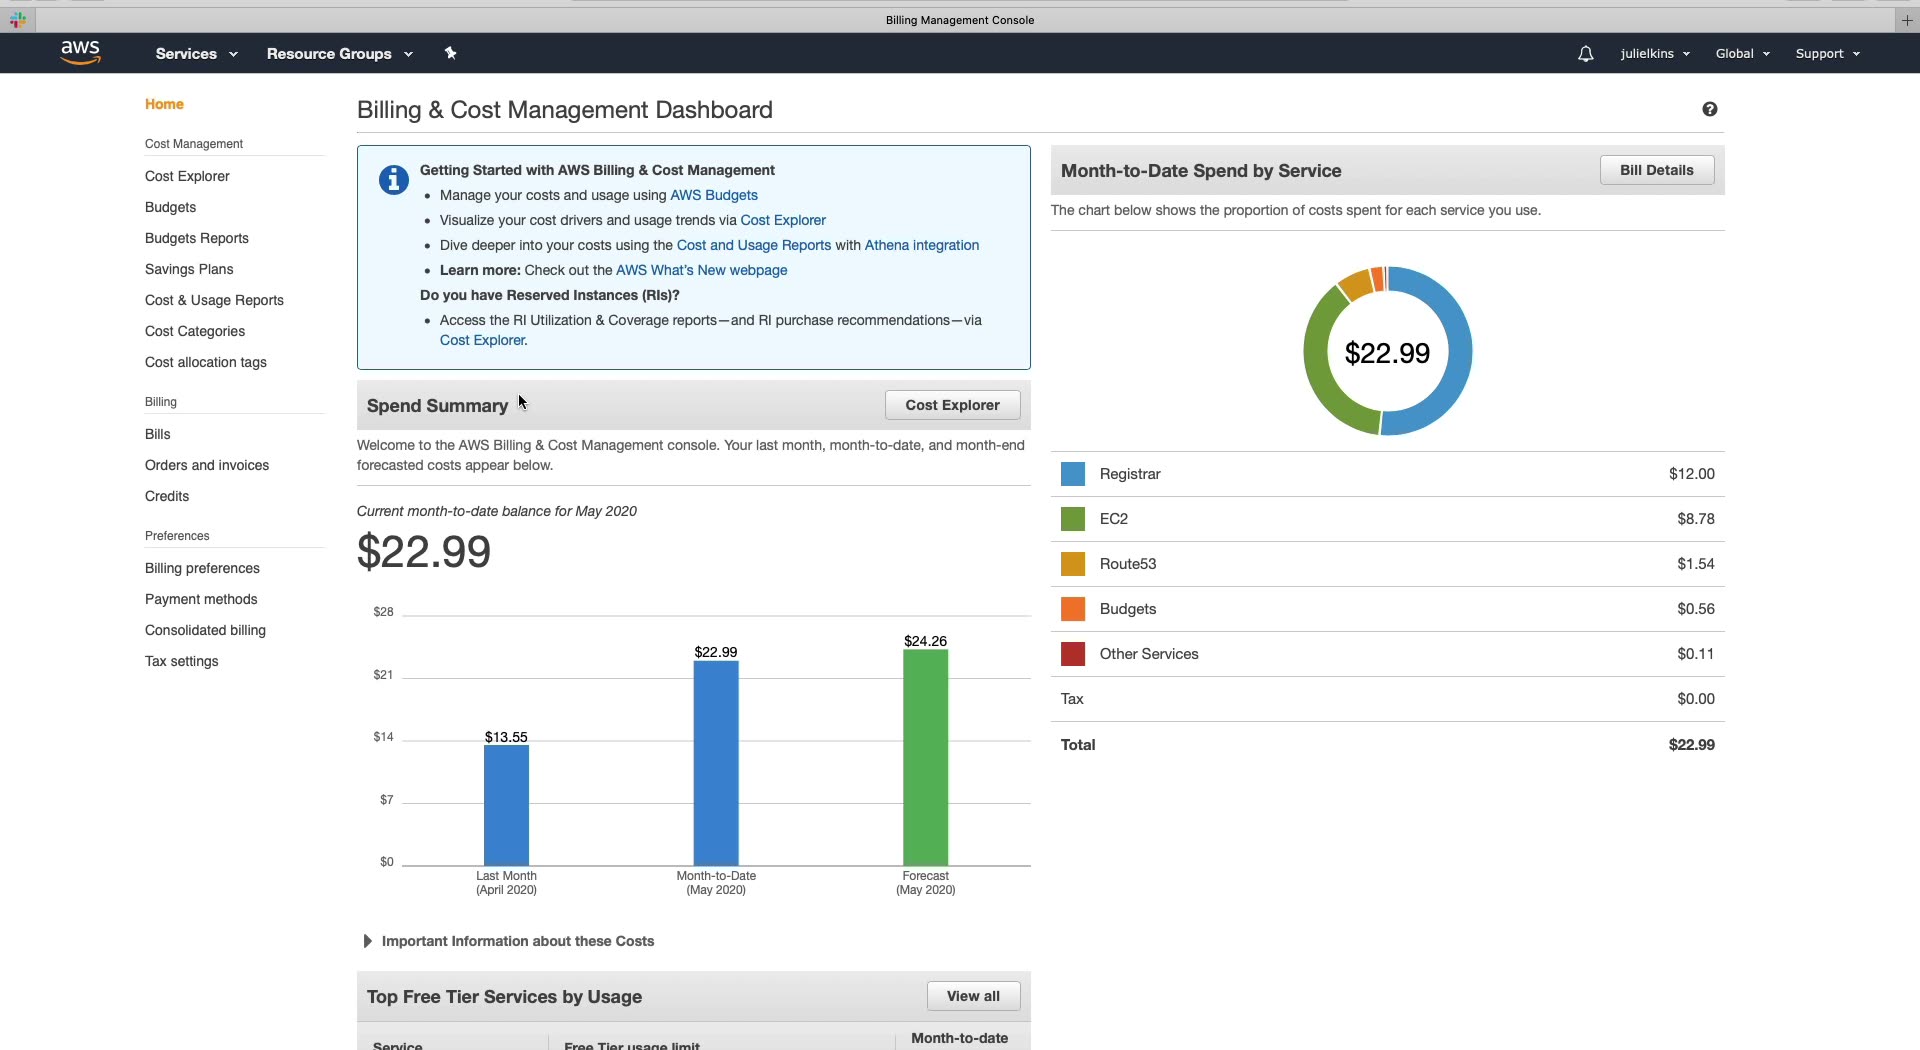 Billing Management Console
aws
Services
Resource Groups
julielkins
Global
Support
Home
Cost Management
Cost Explorer
Budgets
Budgets Reports
Savings Plans
Cost & Usage Reports
Cost Categories
Cost allocation tags
Billing
Bills
Orders and invoices
Credits
Preferences
Billing preferences
Payment methods
Consolidated billing
Tax settings
Billing & Cost Management Dashboard
Getting Started with AWS Billing & Cost Management
• Manage your costs and usage using AWS Budgets
• Visualize your cost drivers and usage trends via Cost Explorer
• Dive deeper into your costs using the Cost and Usage Reports with Athena integration
• Learn more: Check out the AWS What's New webpage
Do you have Reserved Instances (RIs)?
• Access the RI Utilization & Coverage reports—and RI purchase recommendations—via
Cost Explorer.
Spend Summary
Cost Explorer
Welcome to the AWS Billing & Cost Management console. Your last month, month-to-date, and month-end
forecasted costs appear below.
Current month-to-date balance for May 2020
$22.99
$28
$21
$14
$7
$0
$13.55
$22.99
$24.26
Last Month
(April 2020)
Month-to-Date
(May 2020)
Forecast
(May 2020)
Important Information about these Costs
Top Free Tier Services by Usage
View all
Service
Free Tier usage limit
Month-to-date
Month-to-Date Spend by Service
Bill Details
The chart below shows the proportion of costs spent for each service you use.
$22.99
Registrar $12.00
EC2 $8.78
Route53 $1.54
Budgets $0.56
Other Services $0.11
Tax $0.00
Total $22.99